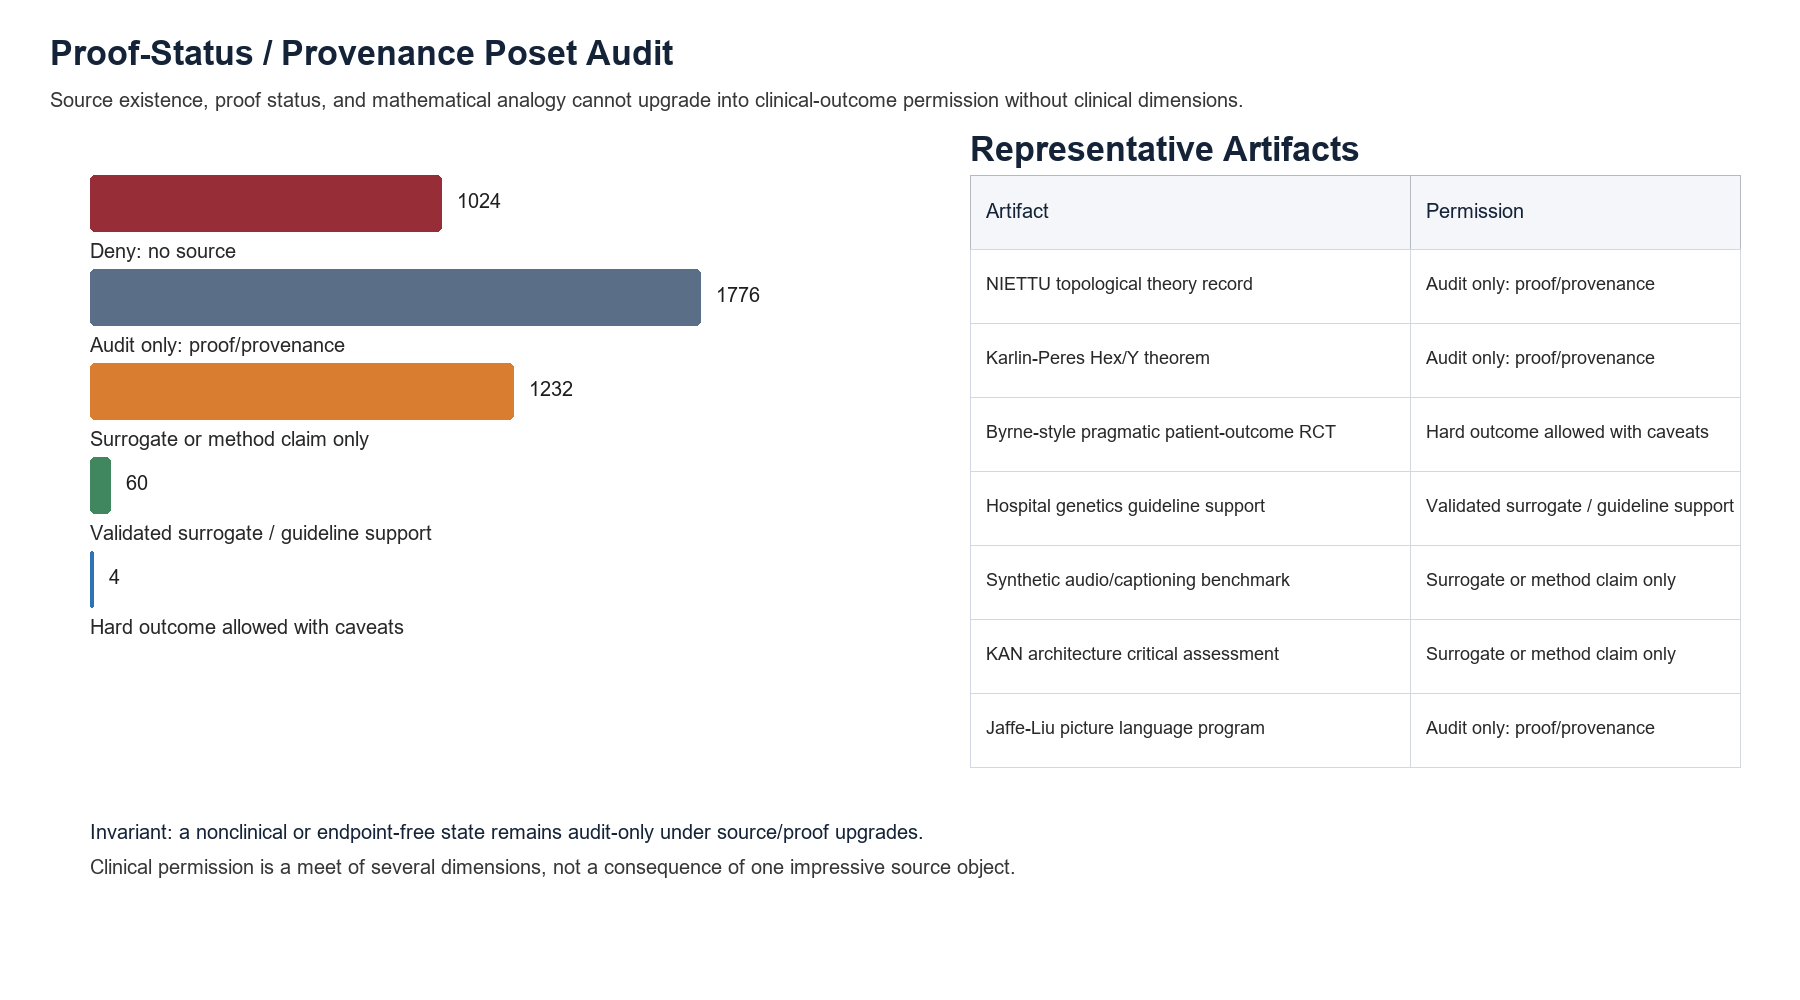 Proof-Status / Provenance Poset Audit
Source existence, proof status, and mathematical analogy cannot upgrade into clinical-outcome permission without clinical dimensions.
1024
Deny: no source
1776
Audit only: proof/provenance
1232
Surrogate or method claim only
60
Validated surrogate / guideline support
4
Hard outcome allowed with caveats
Representative Artifacts
Artifact Permission
NIETTU topological theory record Audit only: proof/provenance
Karlin-Peres Hex/Y theorem Audit only: proof/provenance
Byrne-style pragmatic patient-outcome RCT Hard outcome allowed with caveats
Hospital genetics guideline support Validated surrogate / guideline support
Synthetic audio/captioning benchmark Surrogate or method claim only
KAN architecture critical assessment Surrogate or method claim only
Jaffe-Liu picture language program Audit only: proof/provenance
Invariant: a nonclinical or endpoint-free state remains audit-only under source/proof upgrades.
Clinical permission is a meet of several dimensions, not a consequence of one impressive source object.